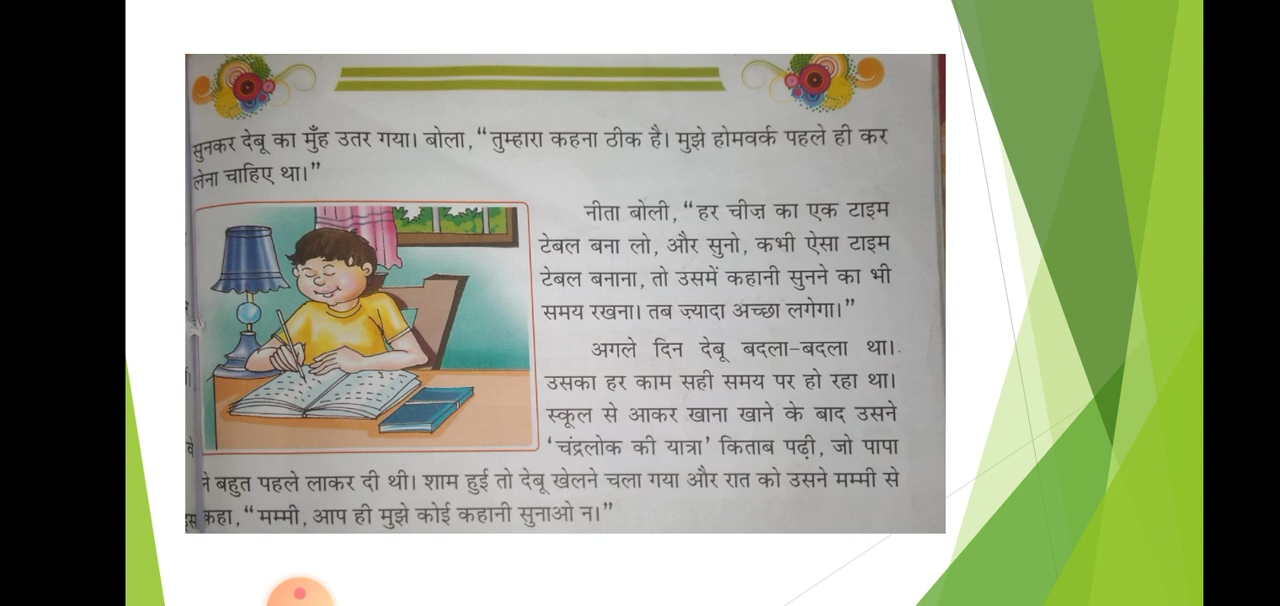 सुनकर देबू का मुँह उतर गया। बोला, “तुम्हारा कहना ठीक है। मुझे होमवर्क पहले ही कर
लेना चाहिए था।”
नीता बोली, “हर चीज़ का एक टाइम
टेबल बना लो, और सुनो, कभी ऐसा टाइम
टेबल बनाना, तो उसमें कहानी सुनने का भी
समय रखना। तब ज़्यादा अच्छा लगेगा।”
अगले दिन देबू बदला-बदला था।
उसका हर काम सही समय पर हो रहा था।
स्कूल से आकर खाना खाने के बाद उसने
‘चंद्रलोक की यात्रा’ किताब पढ़ी, जो पापा
ने बहुत पहले लाकर दी थी। शाम हुई तो देबू खेलने चला गया और रात को उसने मम्मी से
कहा, “मम्मी, आप ही मुझे कोई कहानी सुनाओ न।”